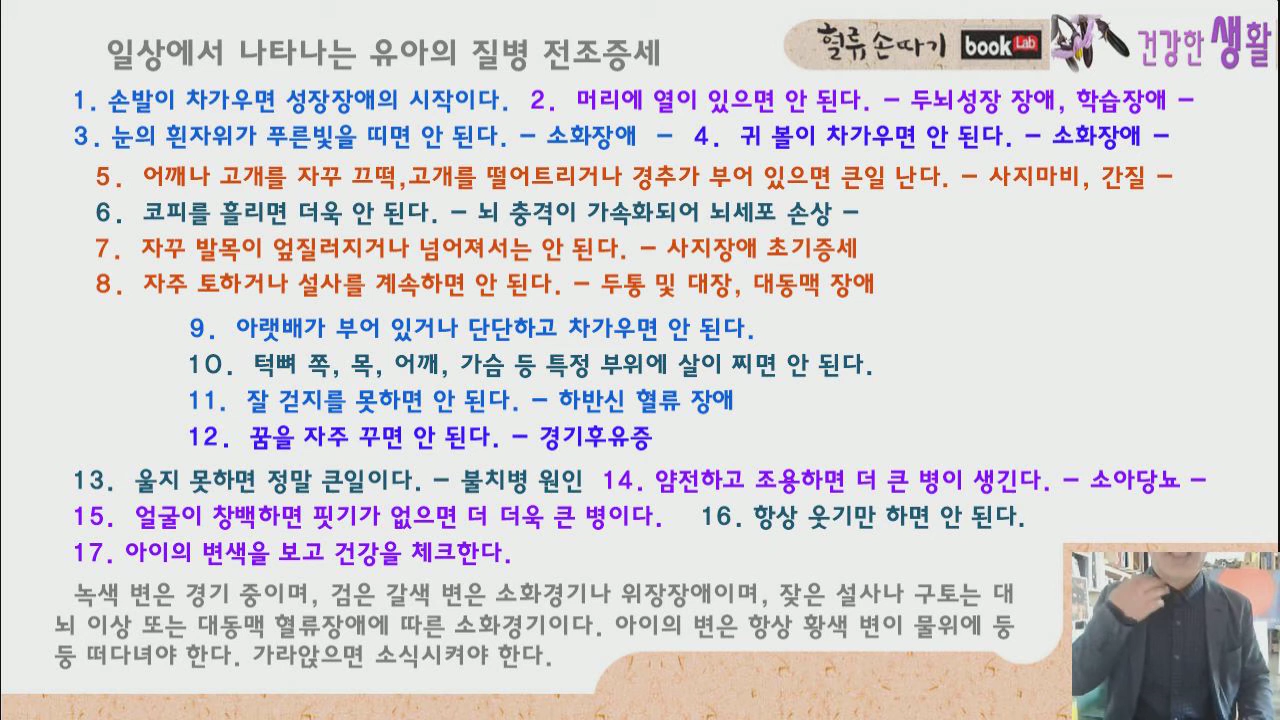 일상에서 나타나는 유아의 질병 전조증세
혈류 손따기 book Lab 건강한 생활
1. 손발이 차가우면 성장장애의 시작이다. 2. 머리에 열이 있으면 안 된다. - 두뇌성장 장애, 학습장애 -
3. 눈의 흰자위가 푸른빛을 띠면 안 된다. - 소화장애 - 4. 귀 볼이 차가우면 안 된다. - 소화장애 -
5. 어깨나 고개를 자꾸 끄떡,고개를 떨어트리거나 경추가 부어 있으면 큰일 난다. - 사지마비, 간질 -
6. 코피를 흘리면 더욱 안 된다. - 뇌 충격이 가속화되어 뇌세포 손상 -
7. 자꾸 발목이 엎질러지거나 넘어져서는 안 된다. - 사지장애 초기증세
8. 자주 토하거나 설사를 계속하면 안 된다. - 두통 및 대장, 대동맥 장애
9. 아랫배가 부어 있거나 단단하고 차가우면 안 된다.
10. 턱뼈 쪽, 목, 어깨, 가슴 등 특정 부위에 살이 찌면 안 된다.
11. 잘 걷지를 못하면 안 된다. - 하반신 혈류 장애
12. 꿈을 자주 꾸면 안 된다. - 경기후유증
13. 울지 못하면 정말 큰일이다. - 불치병 원인 14. 얌전하고 조용하면 더 큰 병이 생긴다. - 소아당뇨 -
15. 얼굴이 창백하면 핏기가 없으면 더 더욱 큰 병이다. 16. 항상 웃기만 하면 안 된다.
17. 아이의 변색을 보고 건강을 체크한다.
녹색 변은 경기 중이며, 검은 갈색 변은 소화경기나 위장장애이며, 잦은 설사나 구토는 대
뇌 이상 또는 대동맥 혈류장애에 따른 소화경기이다. 아이의 변은 항상 황색 변이 물위에 둥
둥 떠다녀야 한다. 가라앉으면 소식시켜야 한다.